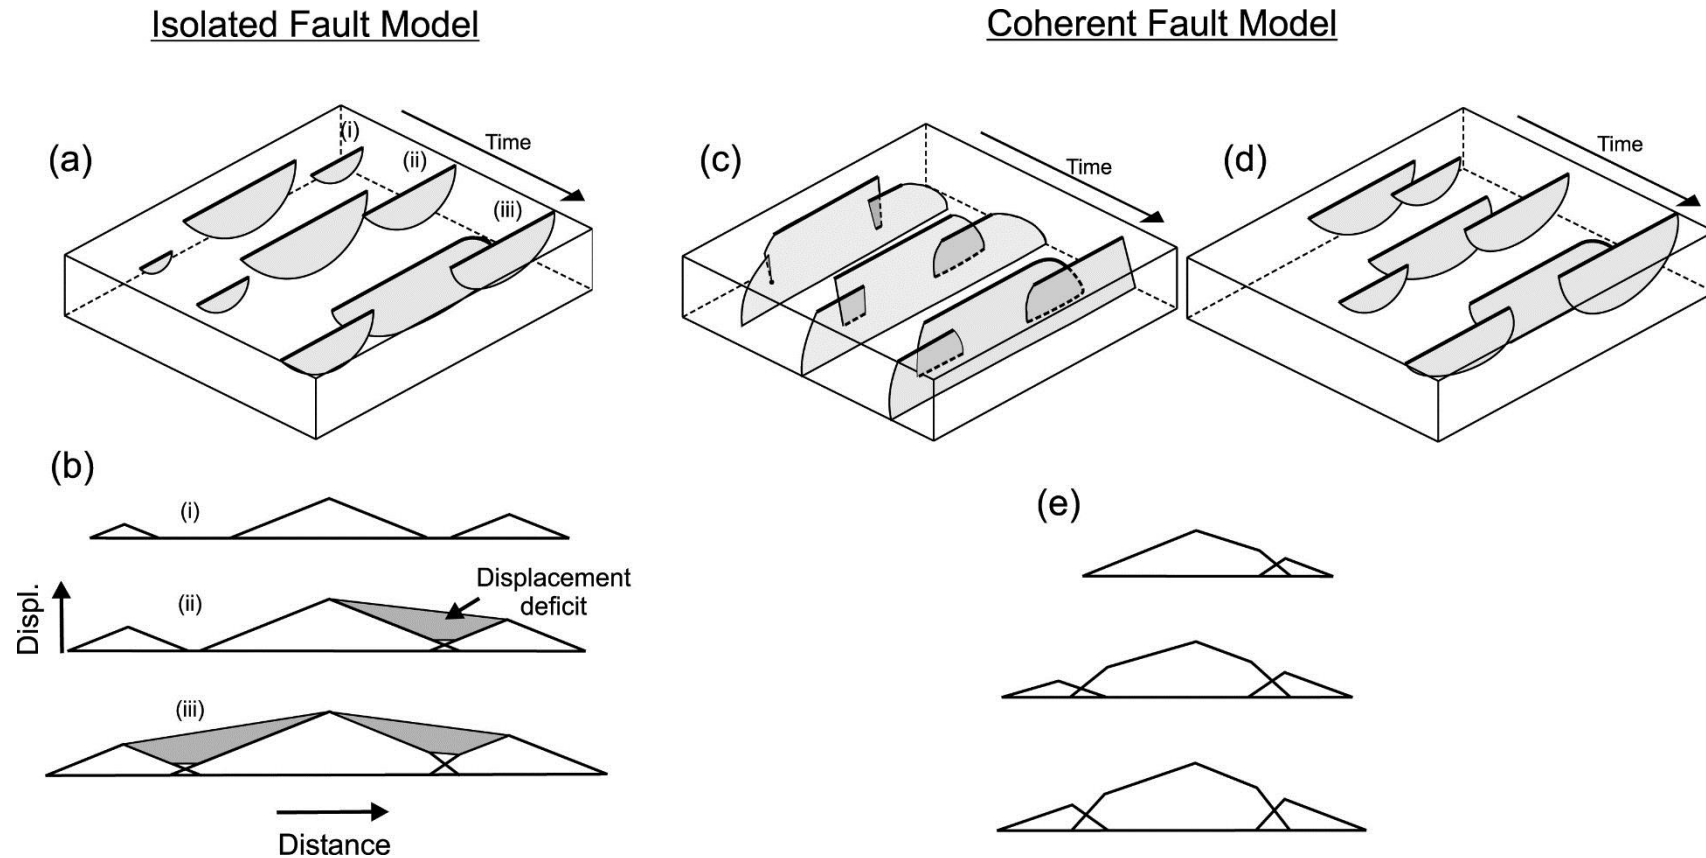 Isolated Fault Model
Coherent Fault Model
(a)
(i)
(ii)
(iii)
Time
(c)
Time
(d)
Time
(b)
(i)
Displ.
(ii)
Displacement
deficit
(iii)
Distance
(e)